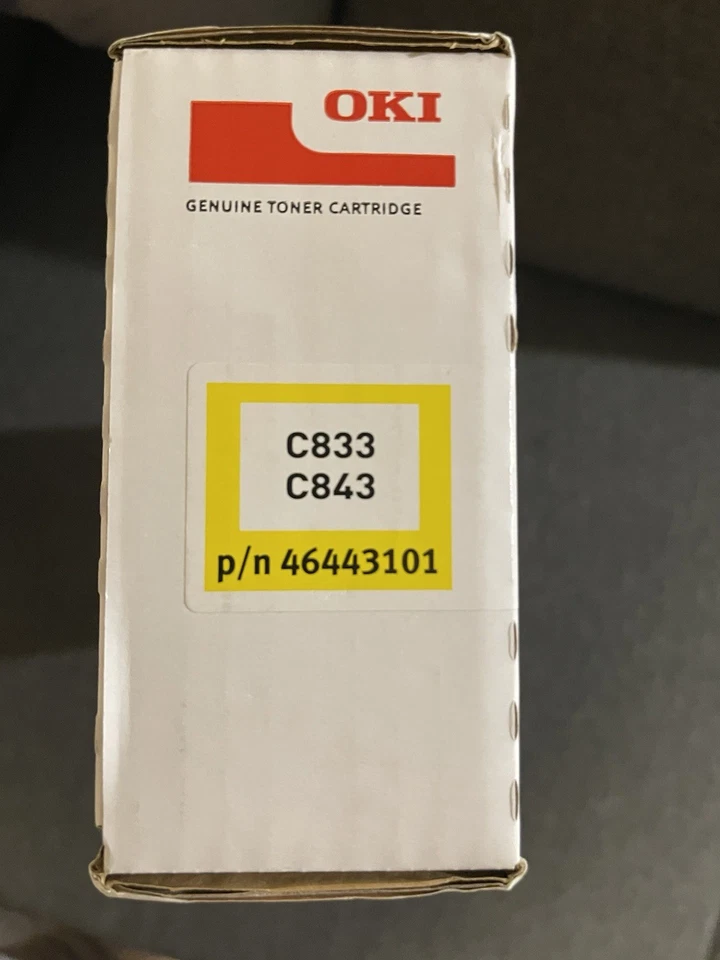 OKI
GENUINE TONER CARTRIDGE
C833
C843
p/n 46443101